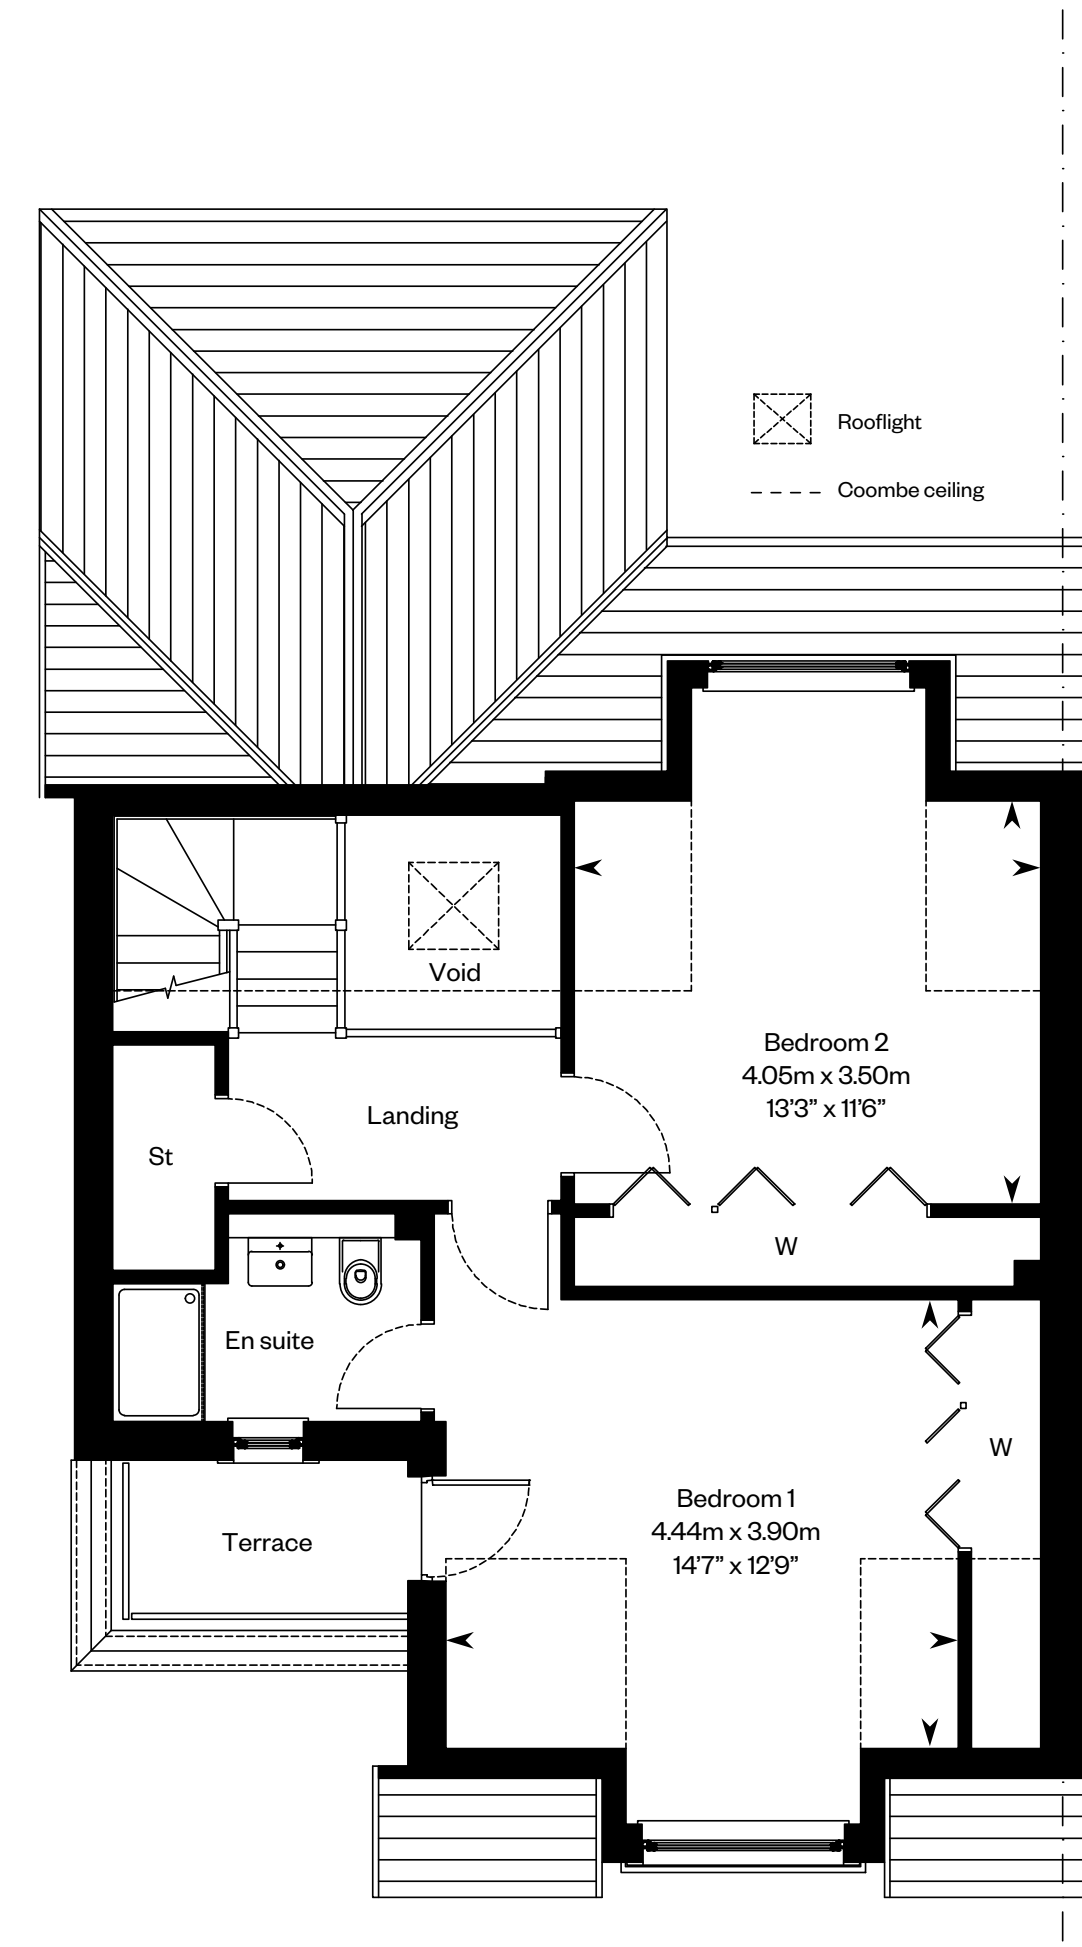 Rooflight
Coombe ceiling
Void
Bedroom 2
4.05m x 3.50m
13’3” x 11’6”
Landing
St
W
En suite
W
Bedroom 1
4.44m x 3.90m
14’7” x 12’9”
Terrace